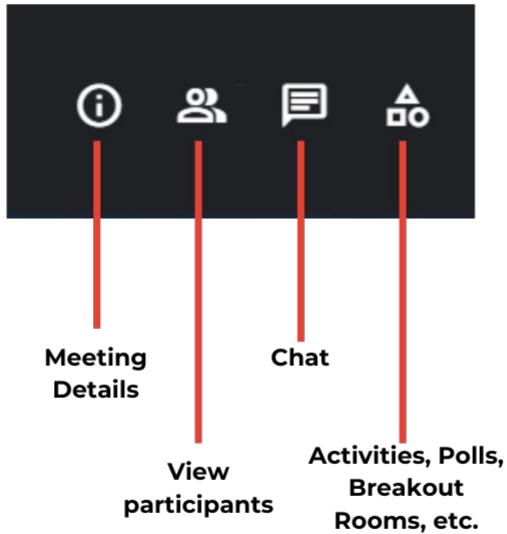 Meeting
Details
View
participants
Chat
Activities, Polls,
Breakout
Rooms, etc.